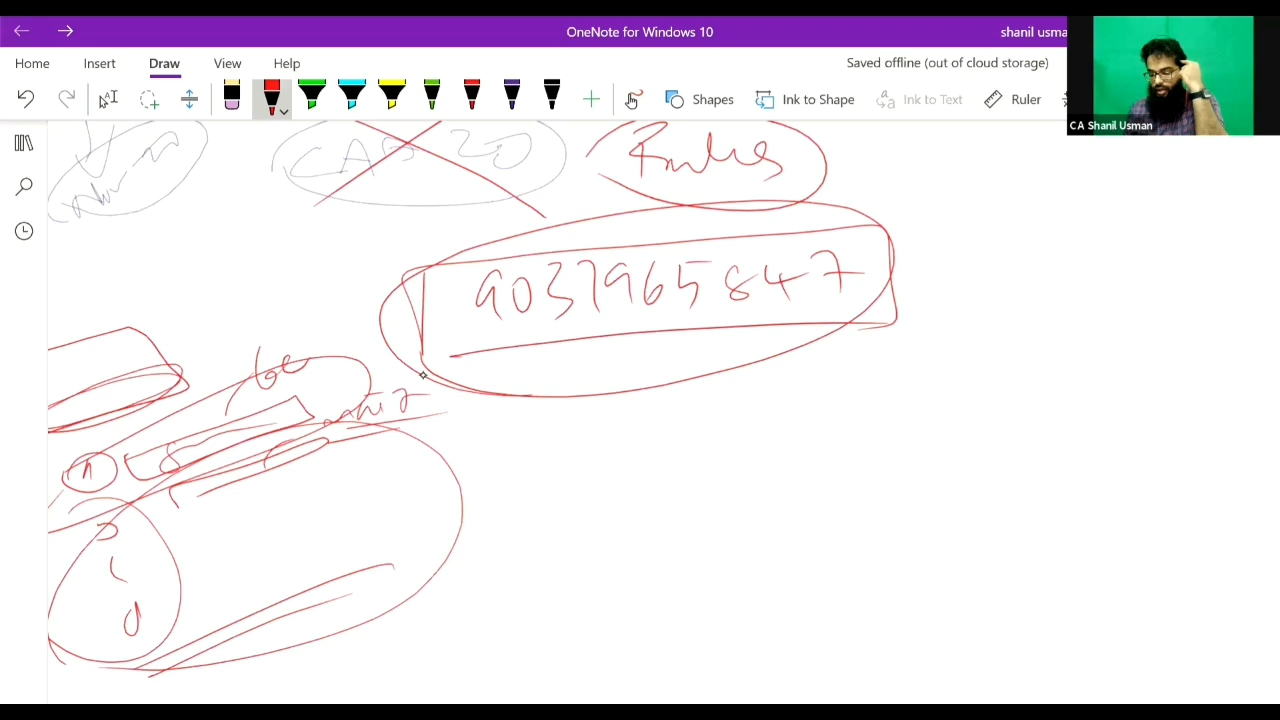 OneNote for Windows 10
shanil usma
Home Insert Draw View Help
Saved offline (out of cloud storage)
Shapes Ink to Shape Ink to Text Ruler
CA Shanil Usman
Rules
9037965847